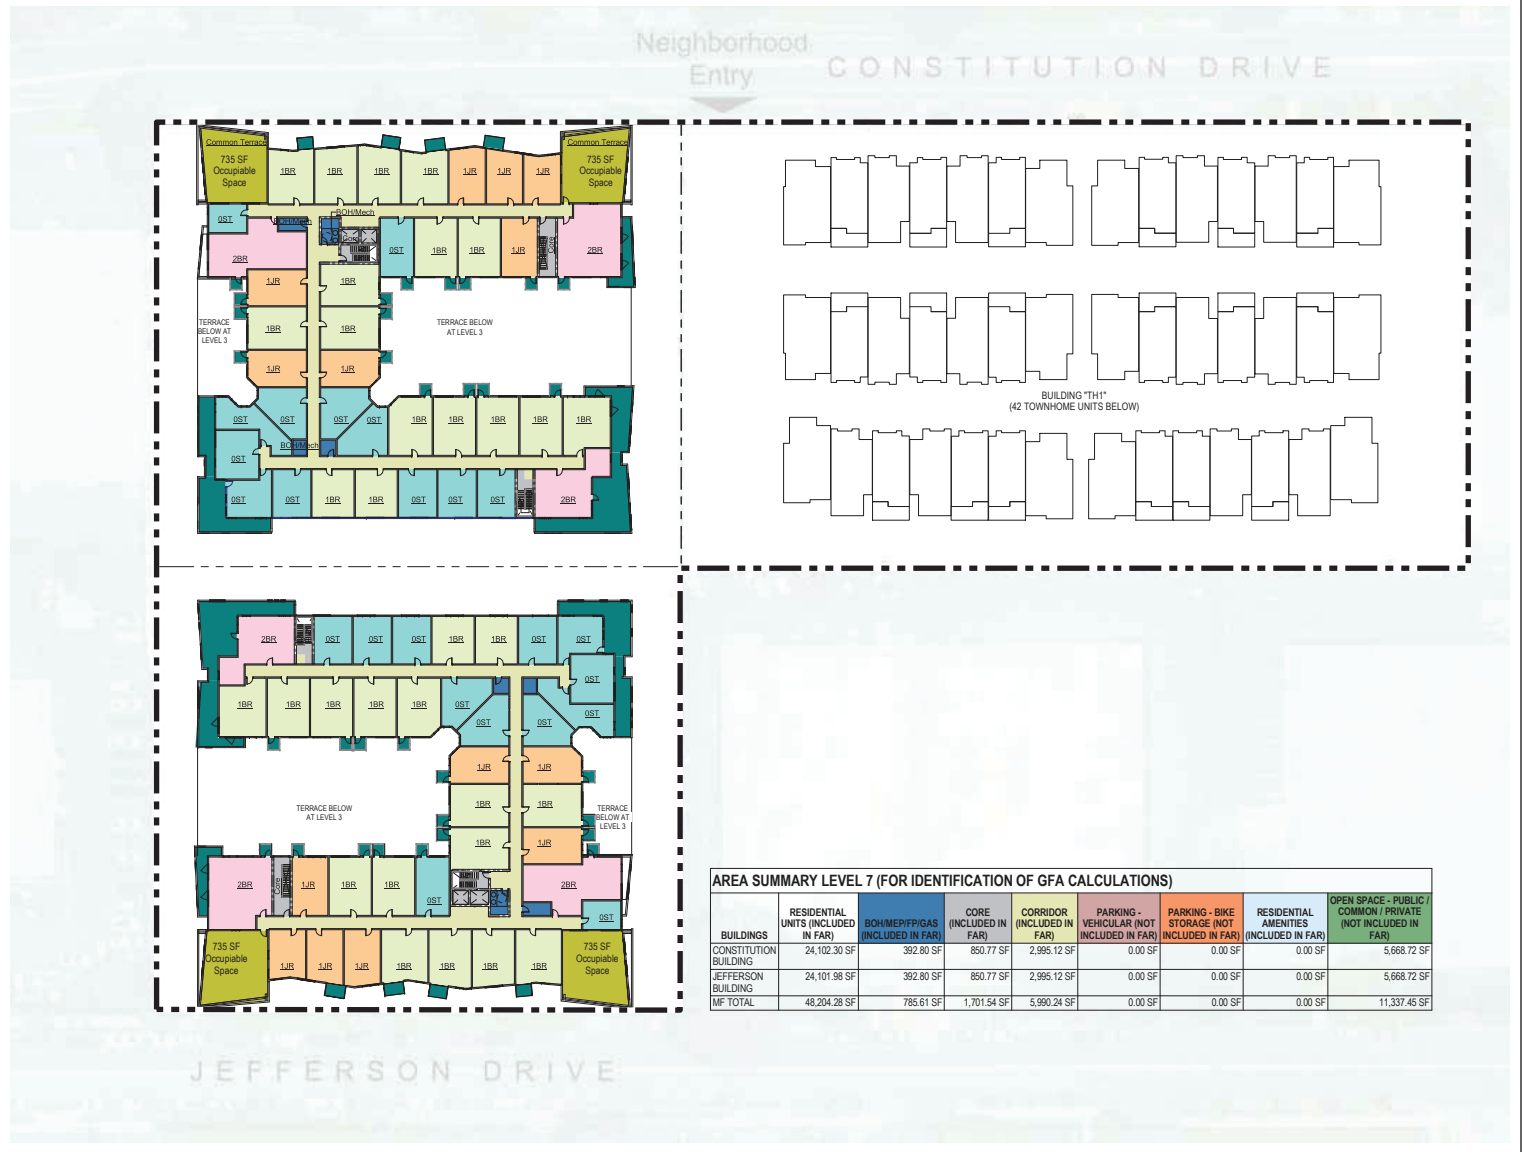 Neighborhood
Entry
CONSTITUTION DRIVE
Common Terrace
735 SF
Occupiable
Space
1BR
1BR
1BR
1BR
1JR
1JR
1JR
Common Terrace
735 SF
Occupiable
Space
0ST
BOH/Mech
BOH/Mech
2BR
Core
0ST
1BR
1BR
1JR
Core
2BR
1JR
1BR
TERRACE
BELOW AT
LEVEL 3
1BR
1BR
TERRACE BELOW
AT LEVEL 3
1JR
1JR
0ST
0ST
0ST
0ST
1BR
1BR
1BR
1BR
1BR
BOH/Mech
0ST
0ST
0ST
1BR
1BR
0ST
0ST
0ST
2BR
BUILDING "TH1"
(42 TOWNHOME UNITS BELOW)
2BR
0ST
0ST
0ST
1BR
1BR
0ST
0ST
0ST
1BR
1BR
1BR
1BR
1BR
0ST
0ST
0ST
0ST
1JR
1JR
TERRACE BELOW
AT LEVEL 3
1BR
1BR
TERRACE
BELOW AT
LEVEL 3
1BR
1JR
2BR
Core
1JR
1BR
1BR
0ST
2BR
0ST
735 SF
Occupiable
Space
1JR
1JR
1JR
1BR
1BR
1BR
1BR
735 SF
Occupiable
Space
AREA SUMMARY LEVEL 7 (FOR IDENTIFICATION OF GFA CALCULATIONS)
BUILDINGS RESIDENTIAL UNITS (INCLUDED IN FAR) BOH/MEP/FP/GAS (INCLUDED IN FAR) CORE (INCLUDED IN FAR) CORRIDOR (INCLUDED IN FAR) PARKING - VEHICULAR (NOT INCLUDED IN FAR) PARKING - BIKE STORAGE (NOT INCLUDED IN FAR) RESIDENTIAL AMENITIES (INCLUDED IN FAR) OPEN SPACE - PUBLIC / COMMON / PRIVATE (NOT INCLUDED IN FAR)
CONSTITUTION BUILDING 24,102.30 SF 392.80 SF 850.77 SF 2,995.12 SF 0.00 SF 0.00 SF 0.00 SF 5,668.72 SF
JEFFERSON BUILDING 24,101.98 SF 392.80 SF 850.77 SF 2,995.12 SF 0.00 SF 0.00 SF 0.00 SF 5,668.72 SF
MF TOTAL 48,204.28 SF 785.61 SF 1,701.54 SF 5,990.24 SF 0.00 SF 0.00 SF 0.00 SF 11,337.45 SF
JEFFERSON DRIVE